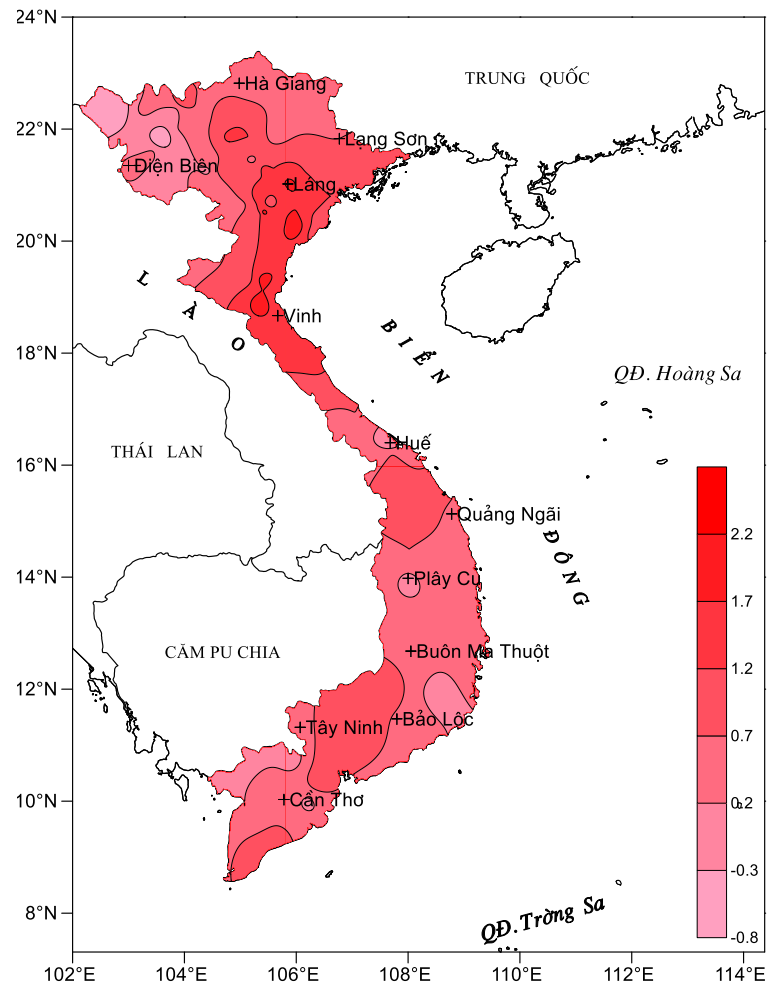 24°N
Hà Giang
TRUNG QUỐC
22°N
Lạng Sơn
Điện Biên
Láng
20°N
LÀO
Vinh
BIỂN ĐÔNG
18°N
QĐ. Hoàng Sa
THÁI LAN
Huế
16°N
Quảng Ngãi
2.2
14°N
Plây Cu
1.7
CĂM PU CHIA
Buôn Ma Thuột
1.2
12°N
Bảo Lộc
Tây Ninh
0.7
10°N
Cần Thơ
0.2
-0.3
8°N
QĐ.Trờng Sa
-0.8
102°E 104°E 106°E 108°E 110°E 112°E 114°E